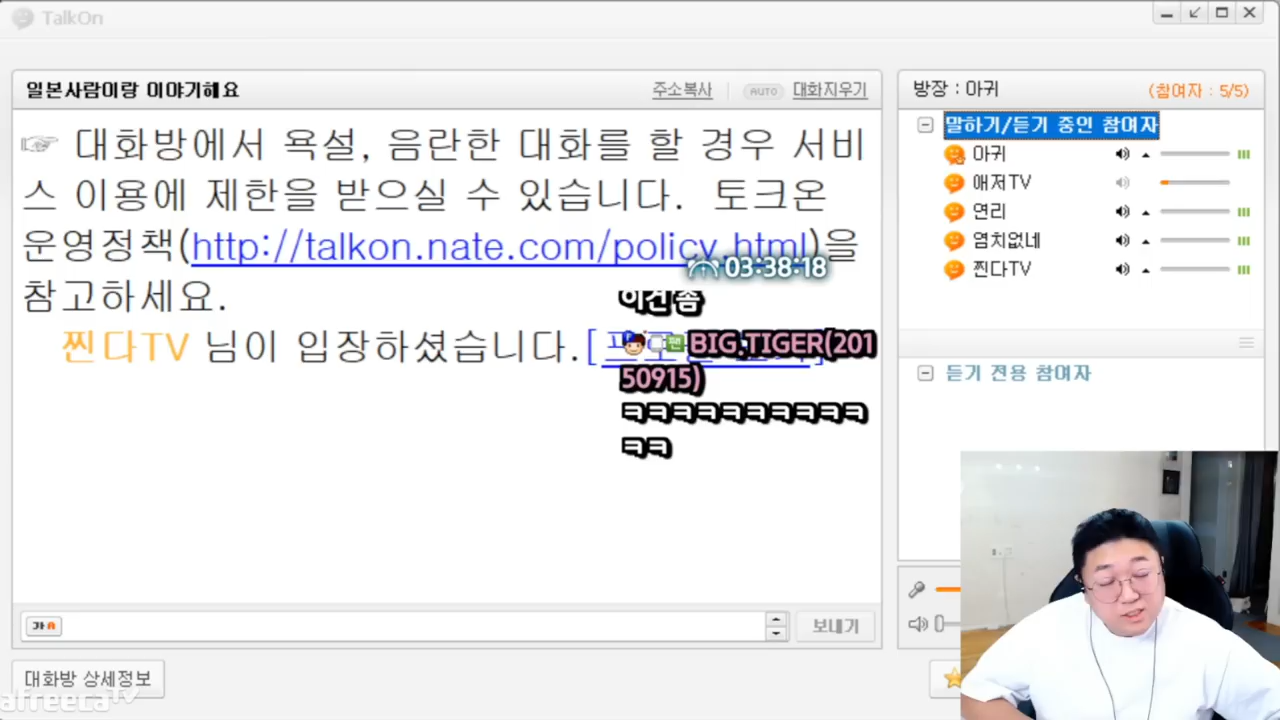 TalkOn
일본사람이랑 이야기해요
주소복사
AUTO
대화지우기
☞ 대화방에서 욕설, 음란한 대화를 할 경우 서비
스 이용에 제한을 받으실 수 있습니다. 토크온
운영정책(http://talkon.nate.com/policy.html)을
참고하세요.
찐다TV 님이 입장하셨습니다.[
03:38:18
이건 좀
팬 BIG.TIGER(201
50915)
ㅋㅋㅋㅋㅋㅋㅋㅋㅋㅋ
ㅋㅋ
가
보내기
대화방 상세정보
afreecaTV
방장 : 아귀
(참여자 : 5/5)
말하기/듣기 중인 참여자
아귀
애저TV
연리
염치없네
찐다TV
듣기 전용 참여자